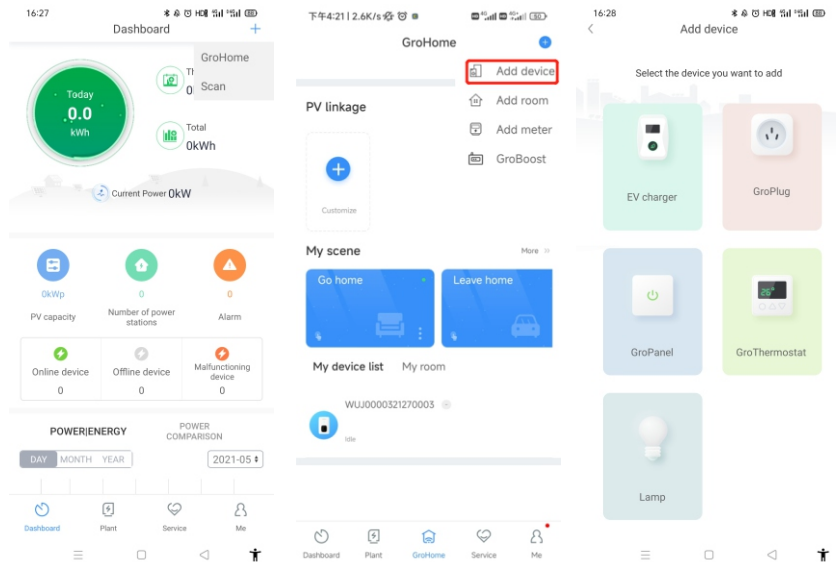 16:27
HD
Dashboard
GroHome
Scan
Today
0.0
kWh
0
Total
0kWh
Current Power 0kW
0kWp
0
0
PV capacity
Number of power
stations
Alarm
Online device
Offline device
Malfunctioning
device
0
0
0
POWER|ENERGY
POWER
COMPARISON
DAY
MONTH
YEAR
2021-05
Dashboard
Plant
Service
Me
下午4:21 | 2.6K/s
50
GroHome
Add device
Add room
Add meter
GroBoost
PV linkage
Customize
My scene
More
Go home
Leave home
My device list
My room
WUJ0000321270003
Idle
Dashboard
Plant
GroHome
Service
Me
16:28
HD
Add device
Select the device you want to add
EV charger
GroPlug
26°
GroPanel
GroThermostat
Lamp